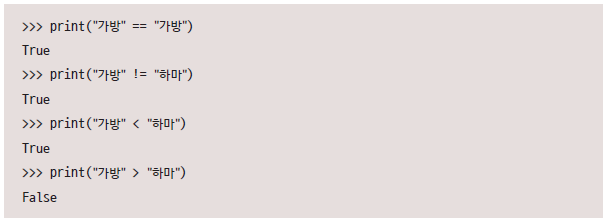 >>> print("가방" == "가방")
True
>>> print("가방" != "하마")
True
>>> print("가방" < "하마")
True
>>> print("가방" > "하마")
False